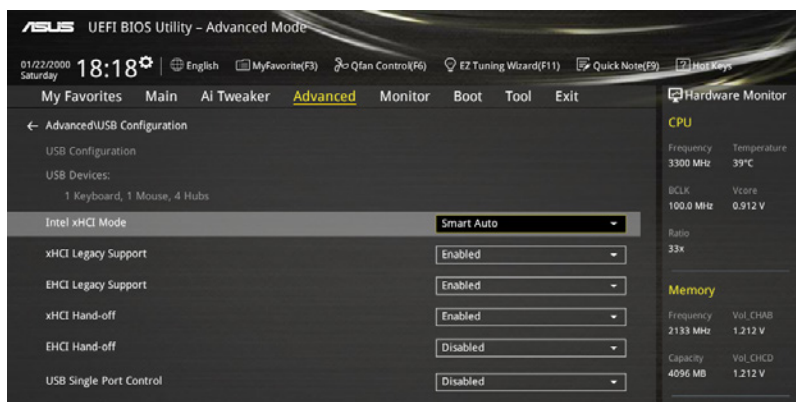 ASUS UEFI BIOS Utility – Advanced Mode
01/22/2000 Saturday 18:18 English MyFavorite(F3) Qfan Control(F6) EZ Tuning Wizard(F11) Quick Note(F9) ? Hot Keys
My Favorites Main Ai Tweaker Advanced Monitor Boot Tool Exit
← Advanced\USB Configuration
USB Configuration
USB Devices:
1 Keyboard, 1 Mouse, 4 Hubs
Intel xHCI Mode Smart Auto
xHCI Legacy Support Enabled
EHCI Legacy Support Enabled
xHCI Hand-off Enabled
EHCI Hand-off Disabled
USB Single Port Control Disabled
Hardware Monitor
CPU
Frequency Temperature
3300 MHz 39°C
BCLK Vcore
100.0 MHz 0.912 V
Ratio
33x
Memory
Frequency Vol_CHAB
2133 MHz 1.212 V
Capacity Vol_CHCD
4096 MB 1.212 V